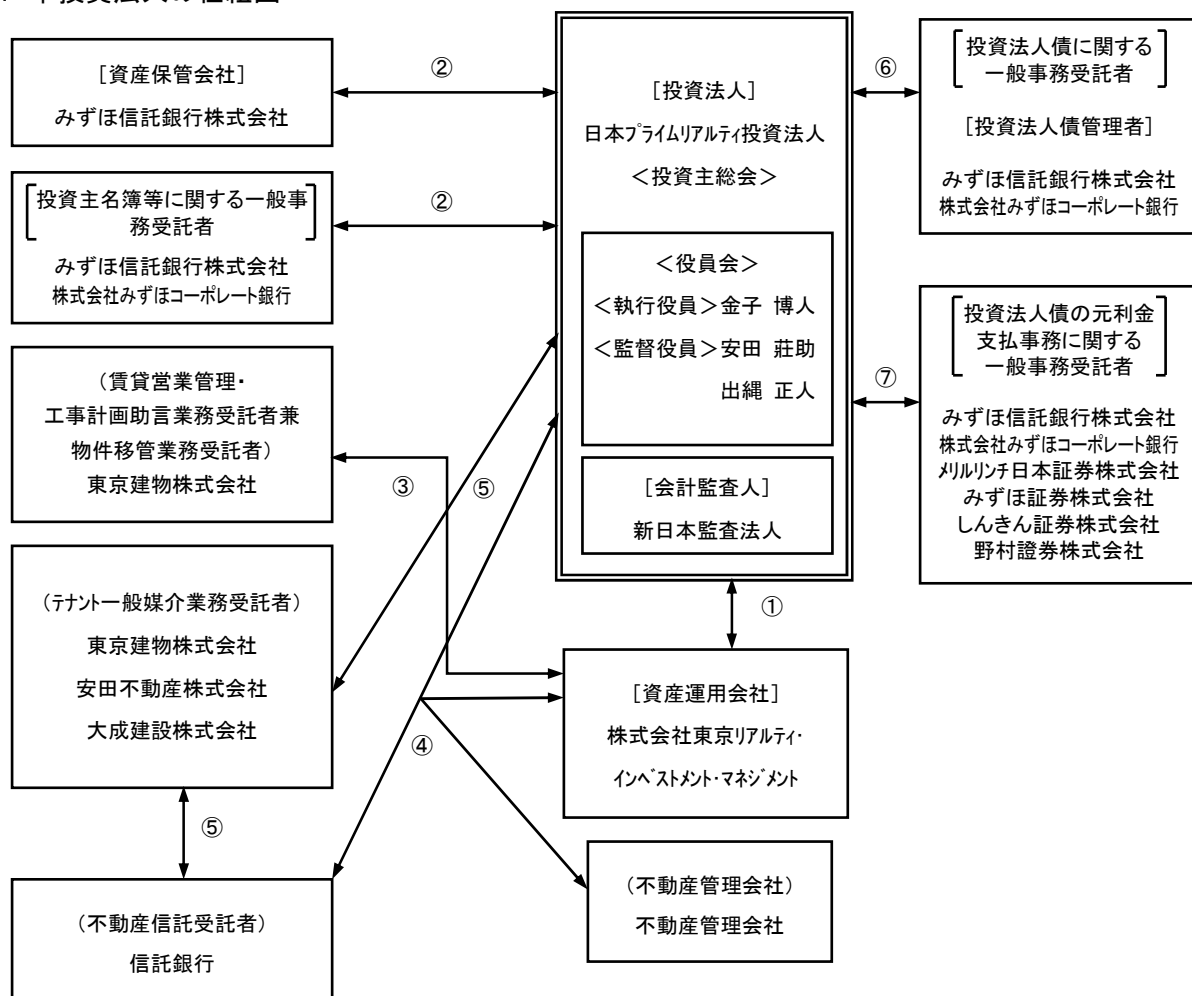 [資産保管会社]
みずほ信託銀行株式会社
②
投資主名簿等に関する一般事
務受託者
みずほ信託銀行株式会社
株式会社みずほコーポレート銀行
②
(賃貸営業管理・
工事計画助言業務受託者兼
物件移管業務受託者)
東京建物株式会社
③
⑤
(テナント一般媒介業務受託者)
東京建物株式会社
安田不動産株式会社
大成建設株式会社
④
⑤
(不動産信託受託者)
信託銀行
[投資法人]
日本プライムリアルティ投資法人
<投資主総会>
<役員会>
<執行役員>金子 博人
<監督役員>安田 莊助
出縄 正人
[会計監査人]
新日本監査法人
①
[資産運用会社]
株式会社東京リアルティ・
インベストメント・マネジメント
(不動産管理会社)
不動産管理会社
⑥
投資法人債に関する
一般事務受託者
[投資法人債管理者]
みずほ信託銀行株式会社
株式会社みずほコーポレート銀行
⑦
投資法人債の元利金
支払事務に関する
一般事務受託者
みずほ信託銀行株式会社
株式会社みずほコーポレート銀行
メリルリンチ日本証券株式会社
みずほ証券株式会社
しんきん証券株式会社
野村證券株式会社